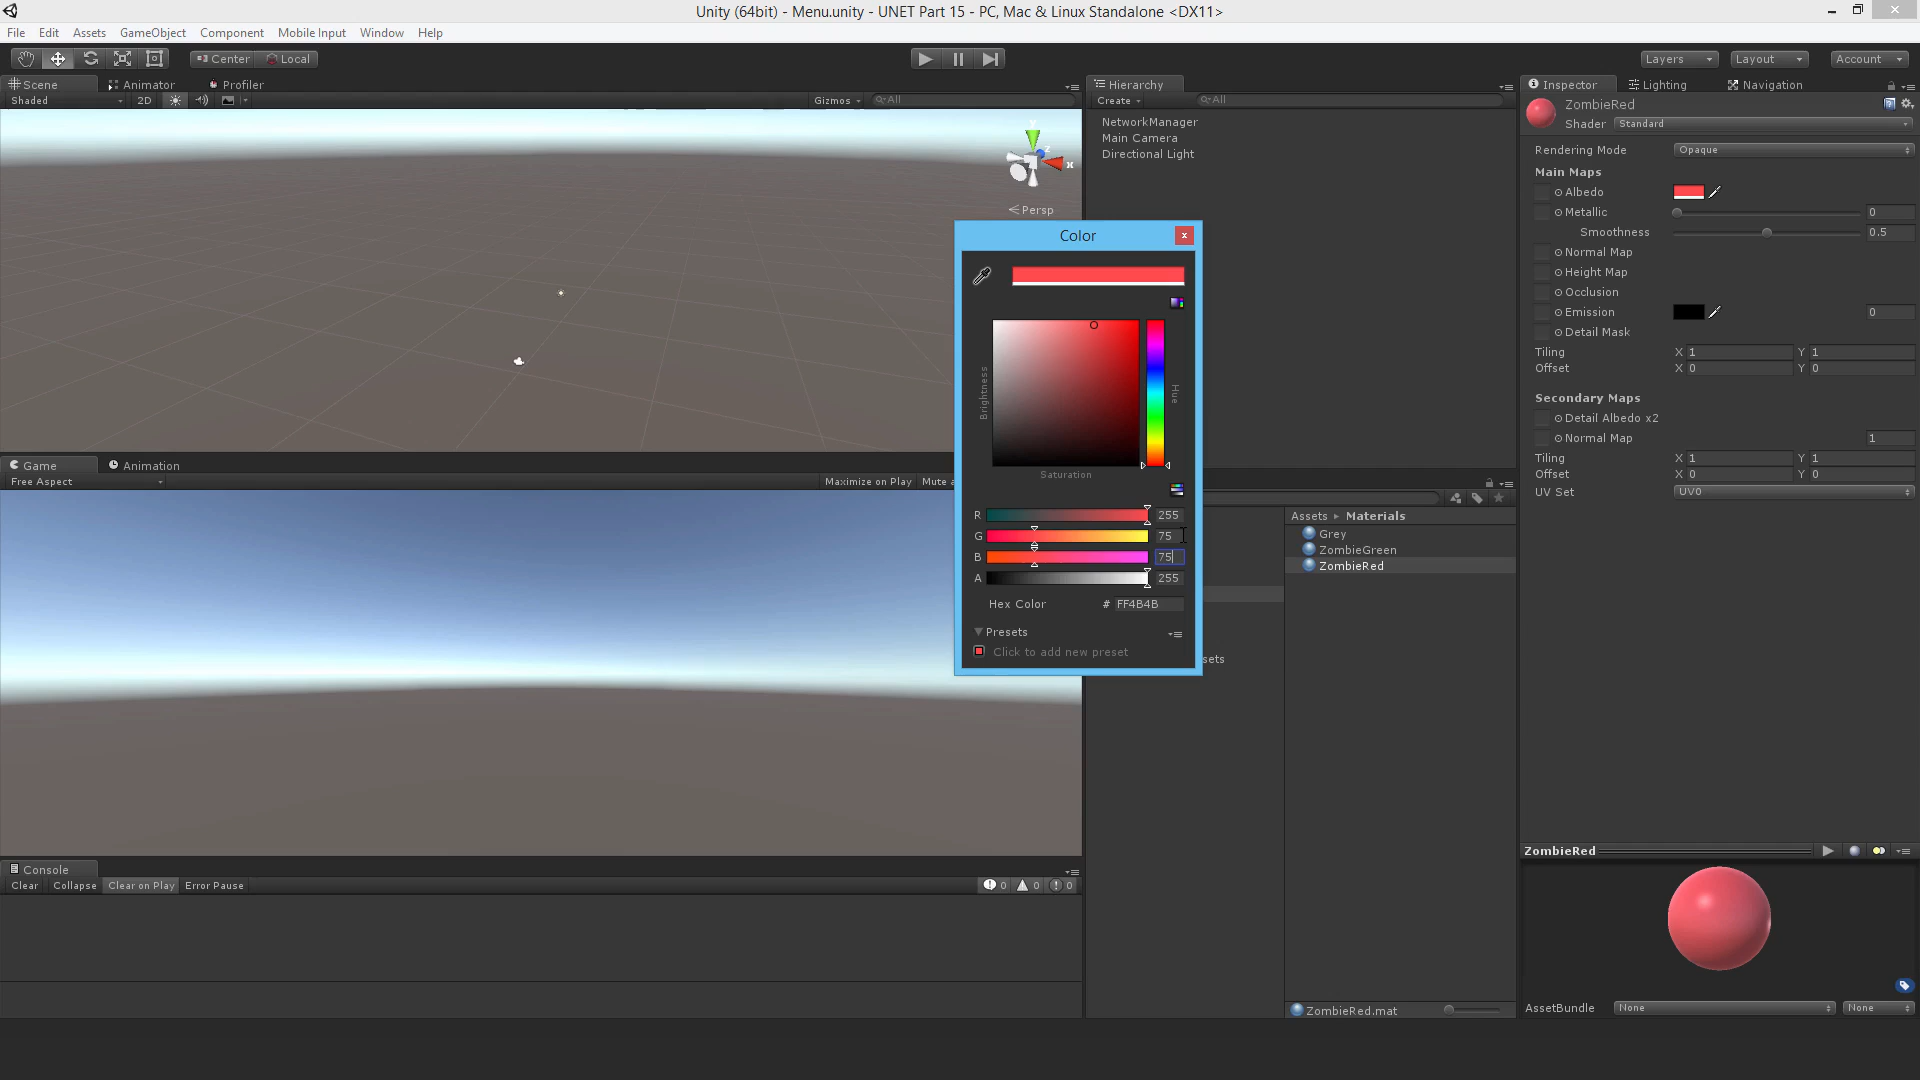 Unity (64bit) - Menu.unity - UNET Part 15 - PC, Mac & Linux Standalone <DX11>
File Edit Assets GameObject Component Mobile Input Window Help
Center Local
Layers Layout Account
Scene Animator Profiler
Shaded 2D Gizmos All
y
z
x
Persp
Hierarchy
Create All
NetworkManager
Main Camera
Directional Light
Inspector Lighting Navigation
ZombieRed
Shader Standard
Rendering Mode Opaque
Main Maps
Albedo
Metallic 0
Smoothness 0.5
Normal Map
Height Map
Occlusion
Emission 0
Detail Mask
Tiling X 1 Y 1
Offset X 0 Y 0
Secondary Maps
Detail Albedo x2
Normal Map 1
Tiling X 1 Y 1
Offset X 0 Y 0
UV Set UV0
Color
Brightness
Hue
Saturation
R 255
G 75
B 75
A 255
Hex Color # FF4B4B
Presets
Click to add new preset
Game Animation
Free Aspect Maximize on Play Mute a
sets
Assets Materials
Grey
ZombieGreen
ZombieRed
ZombieRed.mat
Console
Clear Collapse Clear on Play Error Pause 0 0 0
ZombieRed
AssetBundle None None